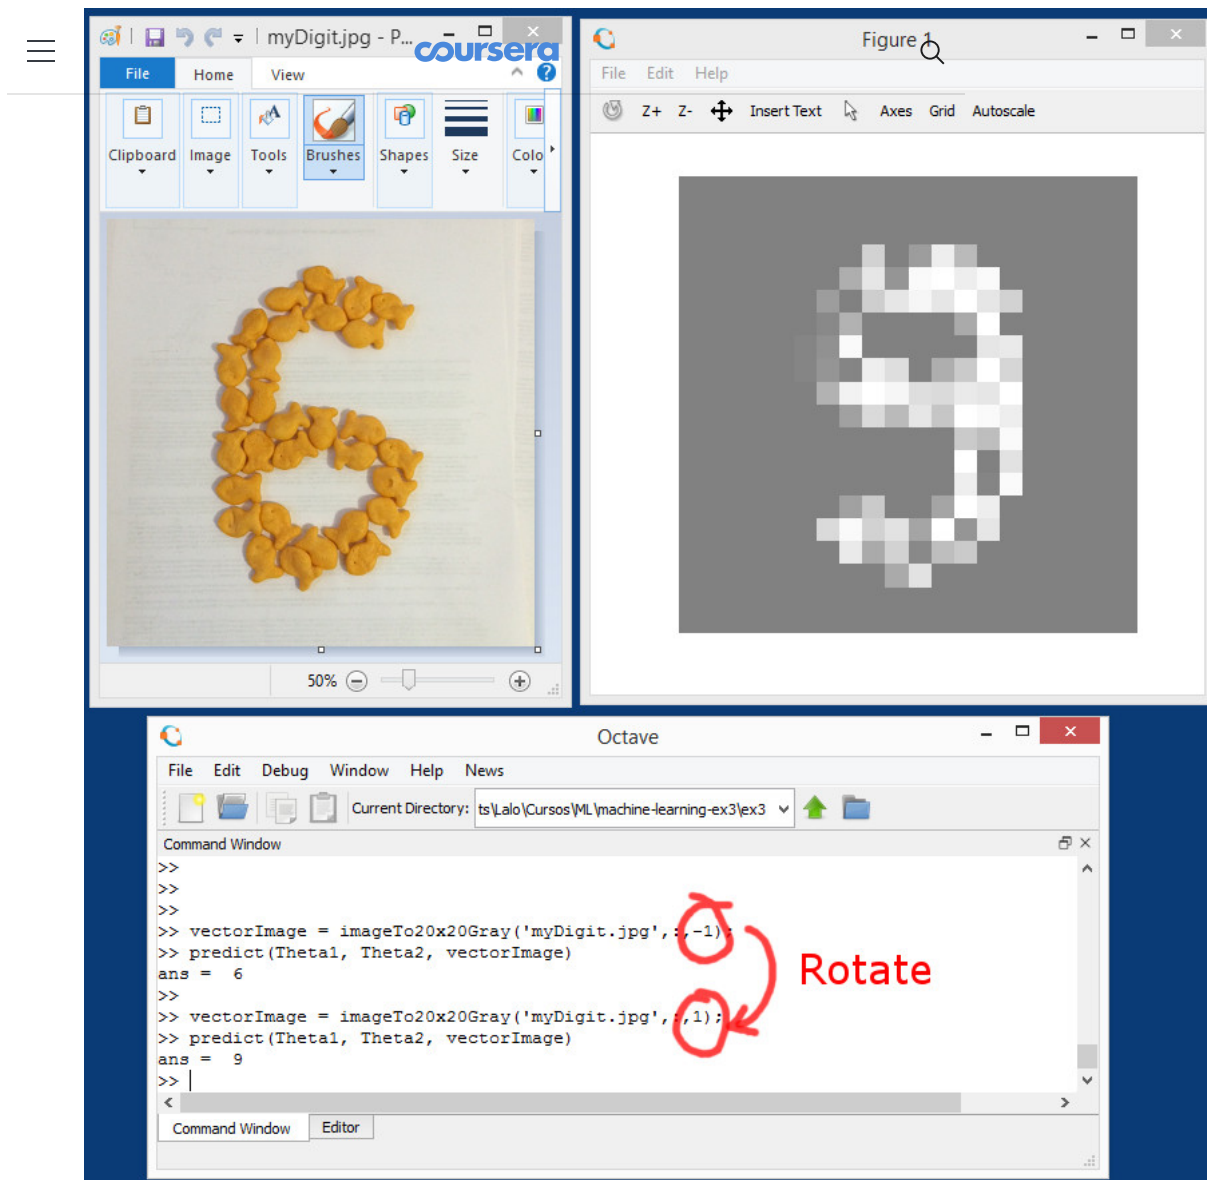 myDigit.jpg - P...
coursera
File Home View
Clipboard Image Tools Brushes Shapes Size Colo
50%
Figure 1
File Edit Help
Z+ Z- Insert Text Axes Grid Autoscale
Octave
File Edit Debug Window Help News
Current Directory: ts\Lalo\Cursos\ML\machine-learning-ex3\ex3
Command Window
>>
>>
>>
>> vectorImage = imageTo20x20Gray('myDigit.jpg',:,-1);
>> predict(Theta1, Theta2, vectorImage)
ans = 6
>>
>> vectorImage = imageTo20x20Gray('myDigit.jpg',:,1);
>> predict(Theta1, Theta2, vectorImage)
ans = 9
>>
Rotate
Command Window Editor